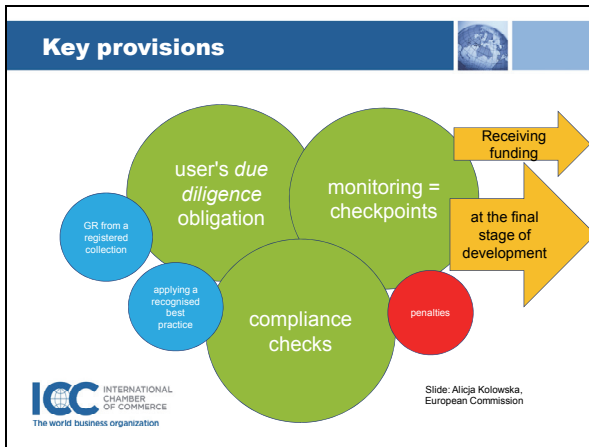 Key provisions
user's due
diligence
obligation
monitoring =
checkpoints
Receiving
funding
at the final
stage of
development
GR from a
registered
collection
applying a
recognised
best
practice
compliance
checks
penalties
ICC INTERNATIONAL
CHAMBER
OF COMMERCE
The world business organization
Slide: Alicja Kolowska,
European Commission